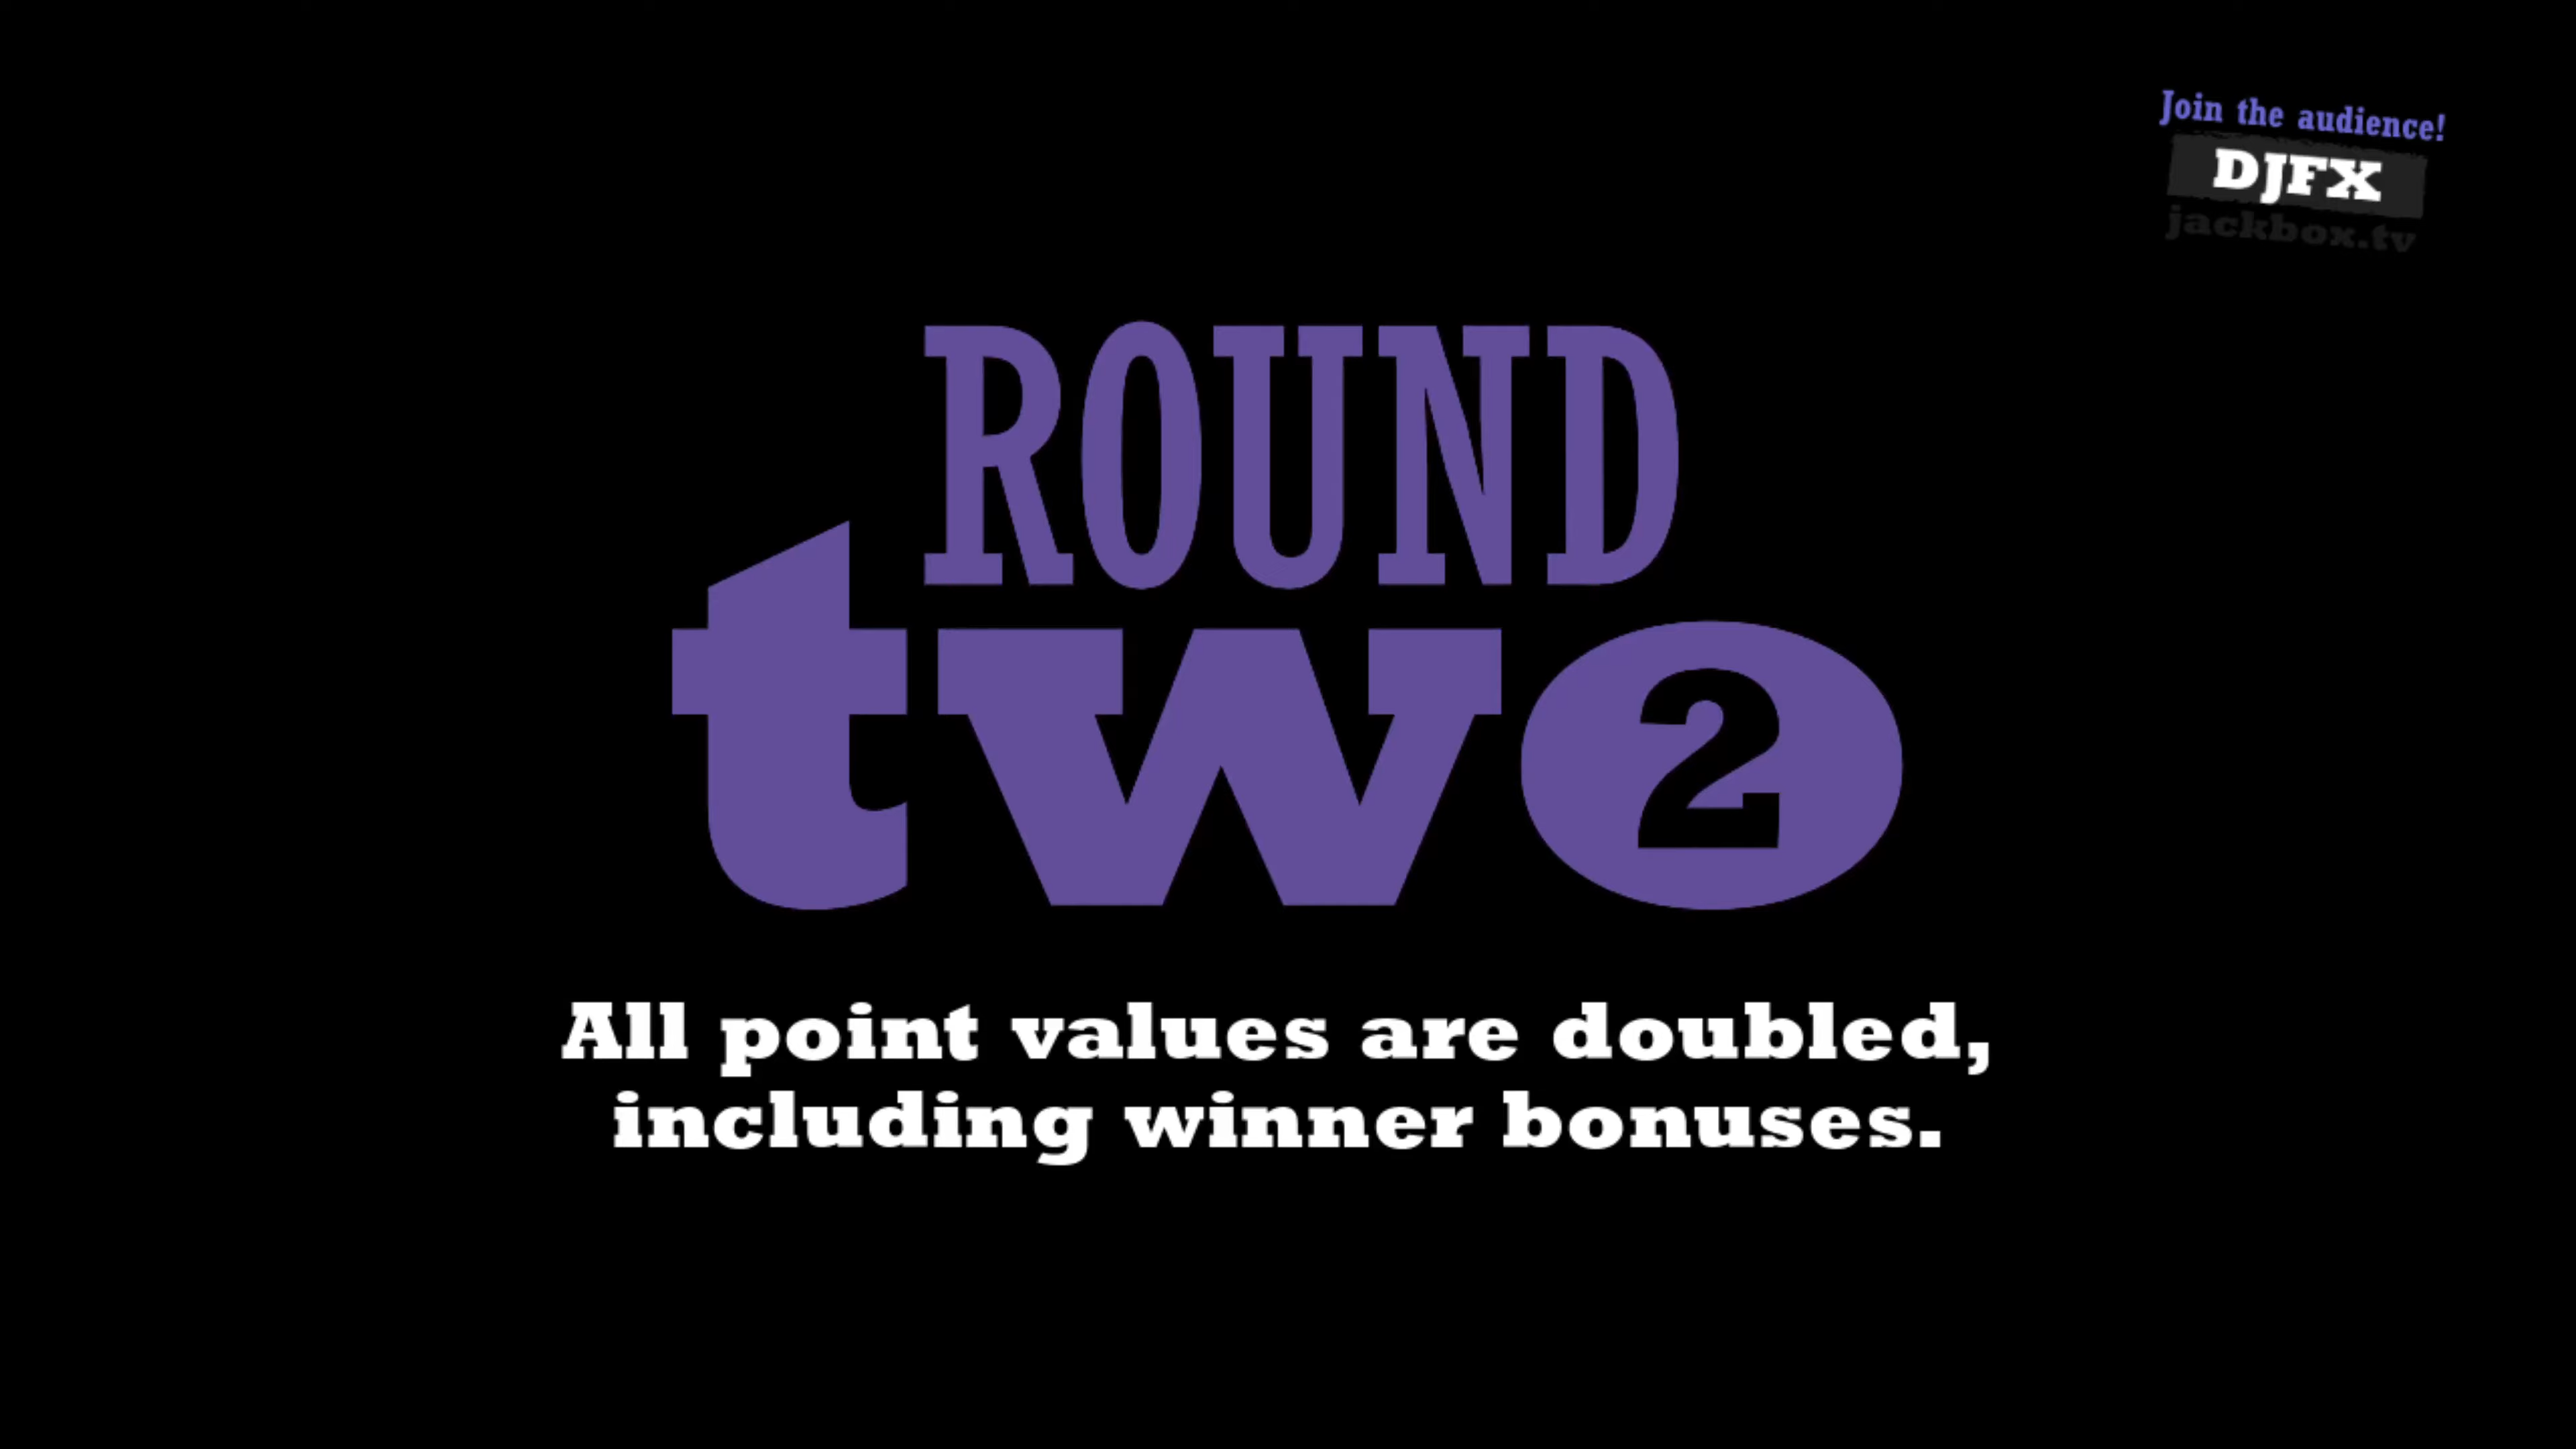 Join the audience!
DJFX
jackbox.tv
ROUND
two
2
All point values are doubled,
including winner bonuses.